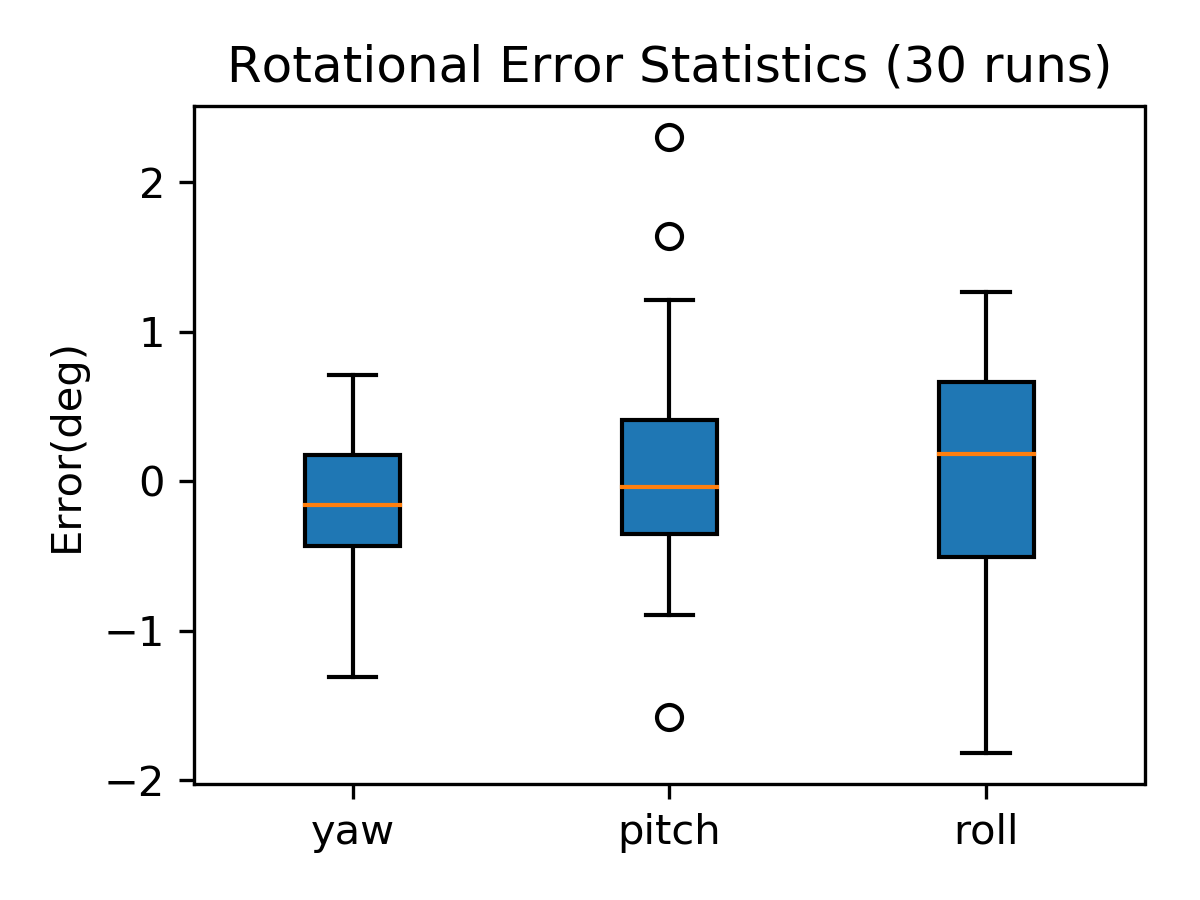 Rotational Error Statistics (30 runs)
Error(deg)
2
1
0
−1
−2
yaw pitch roll